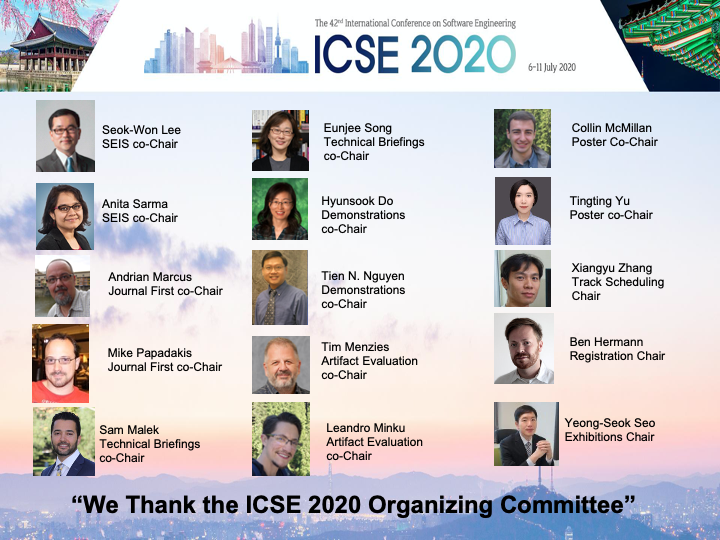 The 42nd International Conference on Software Engineering
ICSE 2020
6-11 July 2020
Seok-Won Lee
SEIS co-Chair
Anita Sarma
SEIS co-Chair
Andrian Marcus
Journal First co-Chair
Mike Papadakis
Journal First co-Chair
Sam Malek
Technical Briefings
co-Chair
Eunjee Song
Technical Briefings
co-Chair
Hyunsook Do
Demonstrations
co-Chair
Tien N. Nguyen
Demonstrations
co-Chair
Tim Menzies
Artifact Evaluation
co-Chair
Leandro Minku
Artifact Evaluation
co-Chair
Collin McMillan
Poster Co-Chair
Tingting Yu
Poster co-Chair
Xiangyu Zhang
Track Scheduling
Chair
Ben Hermann
Registration Chair
Yeong-Seok Seo
Exhibitions Chair
“We Thank the ICSE 2020 Organizing Committee”